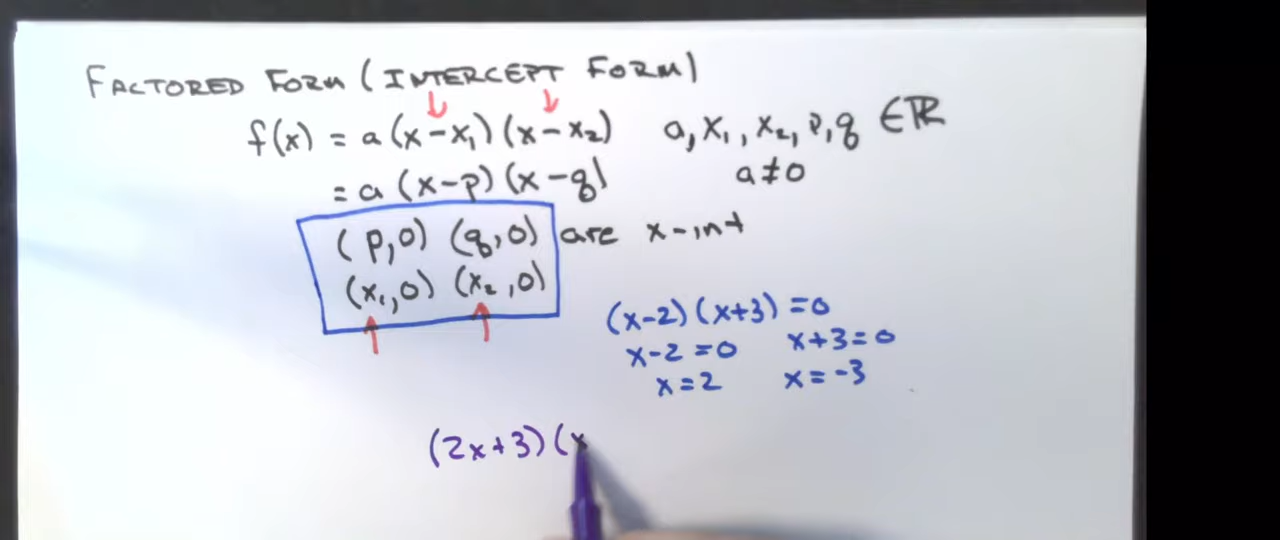 FACTORED FORM (INTERCEPT FORM)
f(x) = a(x-x₁)(x-x₂) a, x₁, x₂, p, q ∈ ℝ
= a(x-p)(x-q) a≠0
(p,0) (q,0) are x-int
(x₁,0) (x₂,0)
(x-2)(x+3)=0
x-2=0 x+3=0
x=2 x=-3
(2x+3)(x